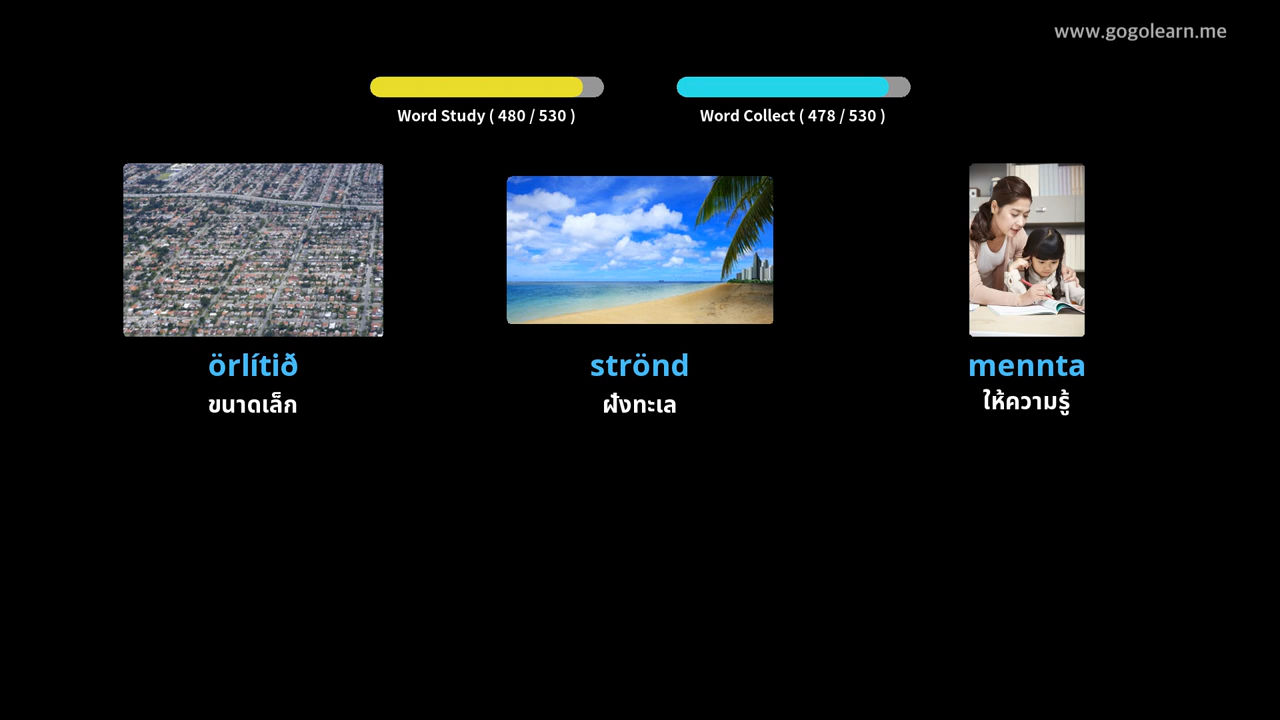 www.gogolearn.me
Word Study ( 480 / 530 )
Word Collect ( 478 / 530 )
örlítið
strönd
mennta
ขนาดเล็ก
ฝั่งทะเล
ให้ความรู้